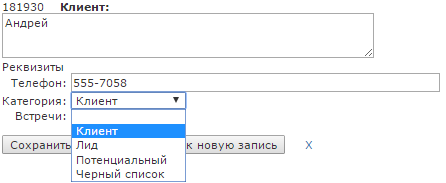 181930 Клиент:
Андрей
Реквизиты
Телефон: 555-7058
Категория: Клиент
Встречи:
Клиент
Лид
Потенциальный
Черный список
Сохранить к новую запись X